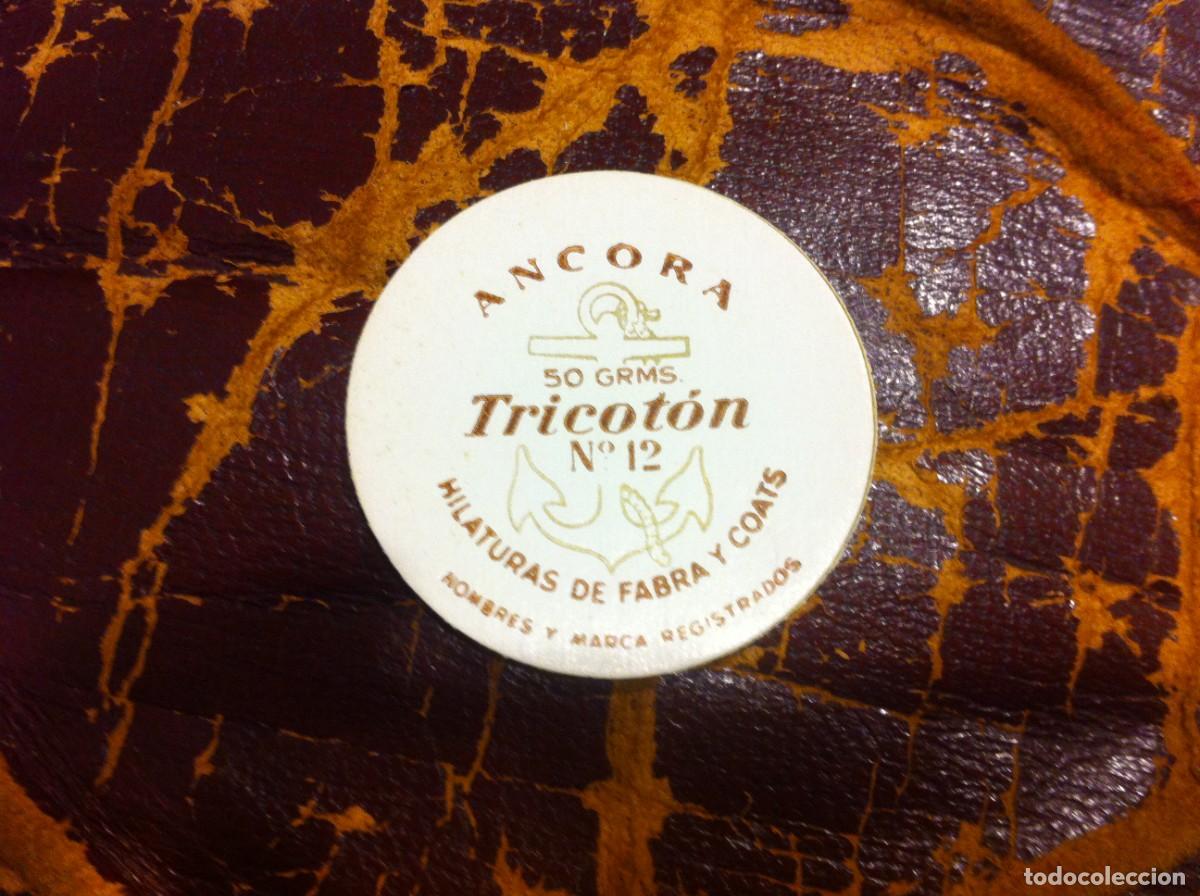 ANCORA
50 GRMS.
Tricotón
Nº 12
HILATURAS DE FABRA Y COATS
NOMBRES Y MARCA REGISTRADOS
todocoleccion